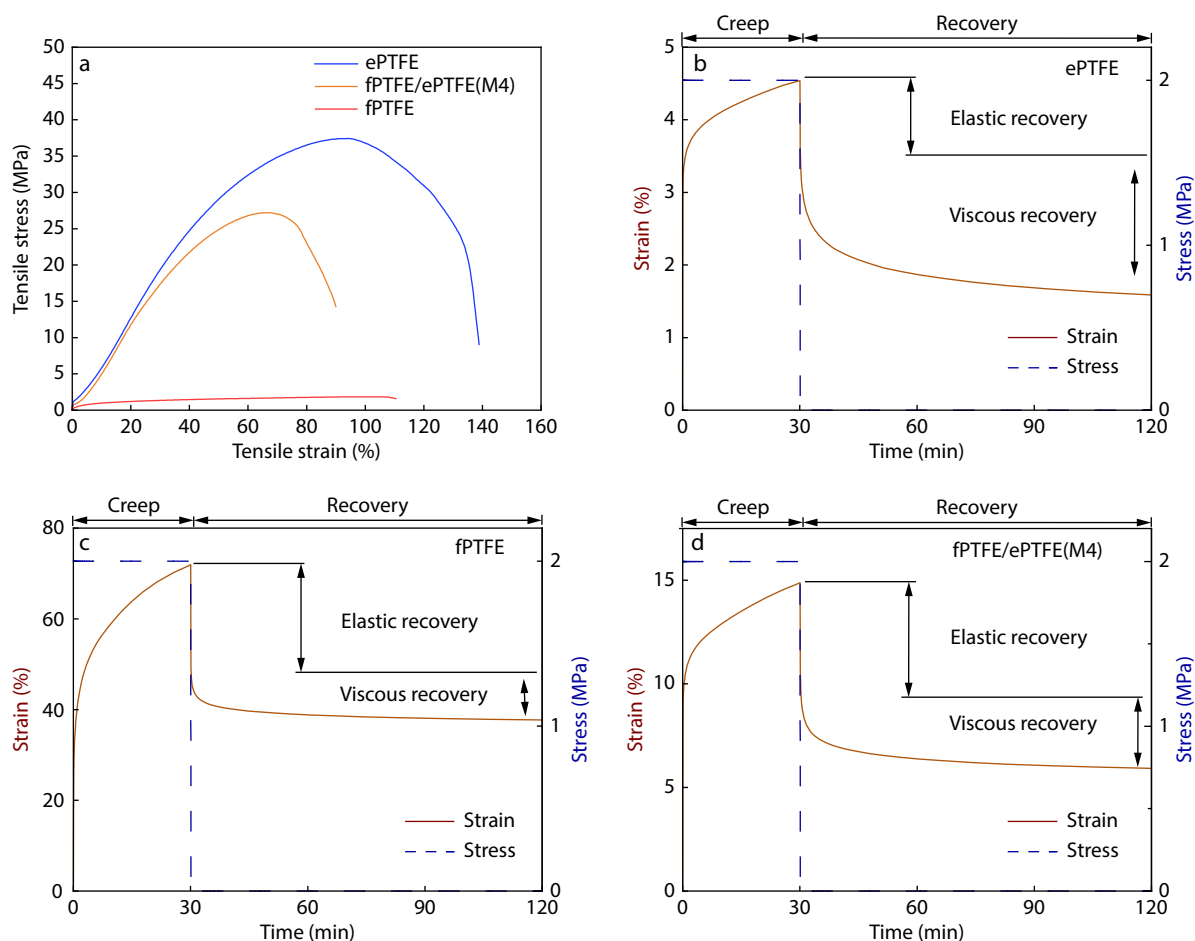 a
ePTFE
fPTFE/ePTFE(M4)
fPTFE
Tensile stress (MPa)
50
45
40
35
30
25
20
15
10
5
0
0 20 40 60 80 100 120 140 160
Tensile strain (%)
Creep Recovery
b
ePTFE
Elastic recovery
Viscous recovery
Strain
Stress
Strain (%)
5
4
3
2
1
0
Stress (MPa)
2
1
0
0 30 60 90 120
Time (min)
Creep Recovery
c
fPTFE
Elastic recovery
Viscous recovery
Strain
Stress
Strain (%)
80
60
40
20
0
Stress (MPa)
2
1
0
0 30 60 90 120
Time (min)
Creep Recovery
d
fPTFE/ePTFE(M4)
Elastic recovery
Viscous recovery
Strain
Stress
Strain (%)
15
10
5
0
Stress (MPa)
2
1
0
0 30 60 90 120
Time (min)